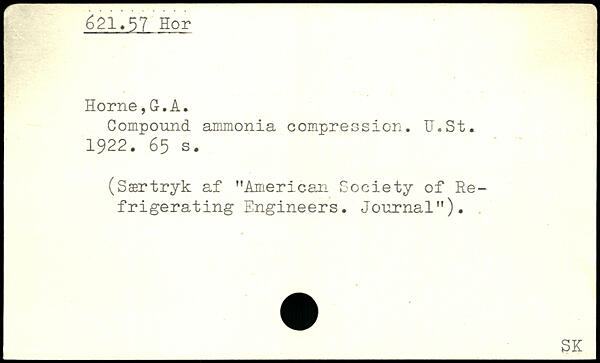 621.57 Hor
Horne,G.A.
Compound ammonia compression. U.St.
1922. 65 s.
(Særtryk af "American Society of Re-
frigerating Engineers. Journal").
SK